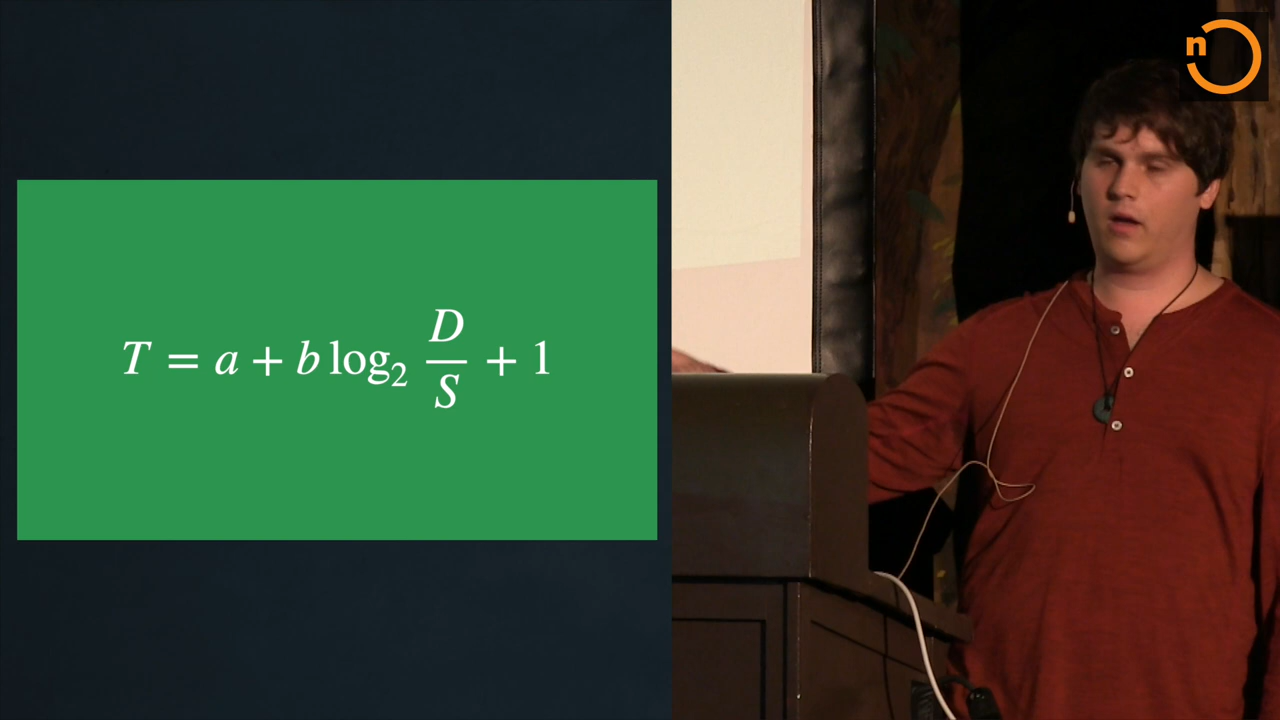 T = a + b log₂ D/S + 1
n